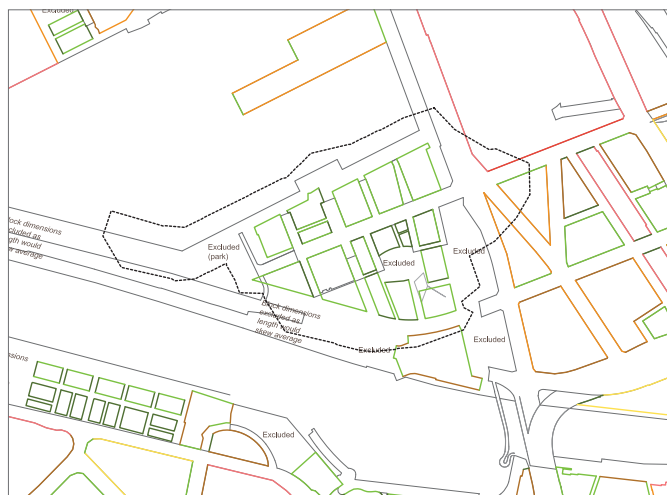 Excluded
Block dimensions
excluded as
length would
skew average
Excluded
(park)
Excluded
Excluded
Block dimensions
excluded as
length would
skew average
Excluded
Excluded
Excluded